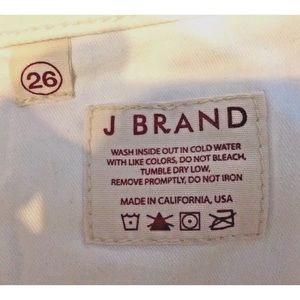 26
J BRAND
WASH INSIDE OUT IN COLD WATER
WITH LIKE COLORS, DO NOT BLEACH,
TUMBLE DRY LOW,
REMOVE PROMPTLY, DO NOT IRON
MADE IN CALIFORNIA, USA